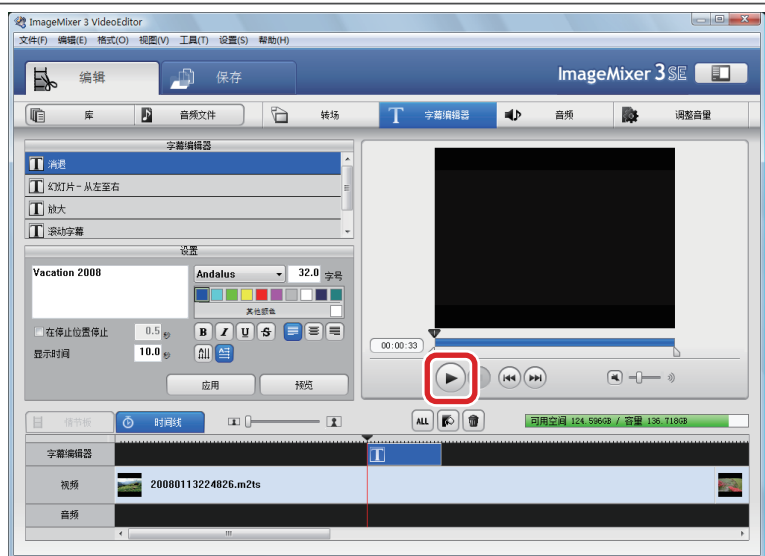 ImageMixer 3 VideoEditor
文件(F) 编辑(E) 格式(O) 视图(V) 工具(T) 设置(S) 帮助(H)
编辑 保存 ImageMixer 3 SE
库 音频文件 转场 T 字幕编辑器 音频 调整音量
字幕编辑器
T 消退
T 幻灯片 - 从左至右
T 放大
T 滚动字幕
设置
Vacation 2008 Andalus 32.0 字号
其他颜色
在停止位置停止 0.5 秒 B I U S
显示时间 10.0 秒
应用 预览
00:00:33
情节板 时间线 ALL 可用空间 124.596GB / 容量 136.718GB
字幕编辑器 T
视频 20080113224826.m2ts
音频